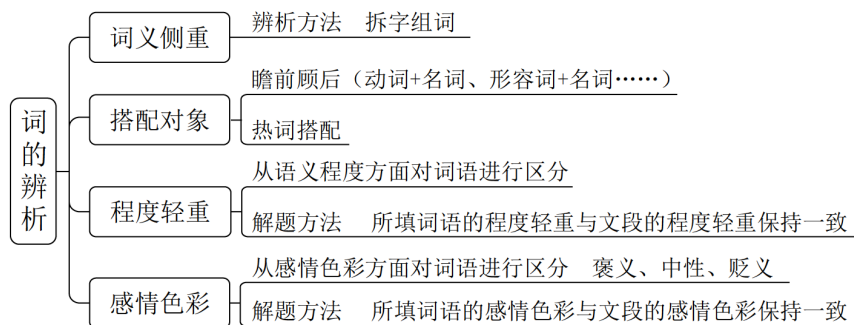 词的辨析
词义侧重
辨析方法 拆字组词
搭配对象
瞻前顾后（动词+名词、形容词+名词……）
热词搭配
程度轻重
从语义程度方面对词语进行区分
解题方法 所填词语的程度轻重与文段的程度轻重保持一致
感情色彩
从感情色彩方面对词语进行区分 褒义、中性、贬义
解题方法 所填词语的感情色彩与文段的感情色彩保持一致